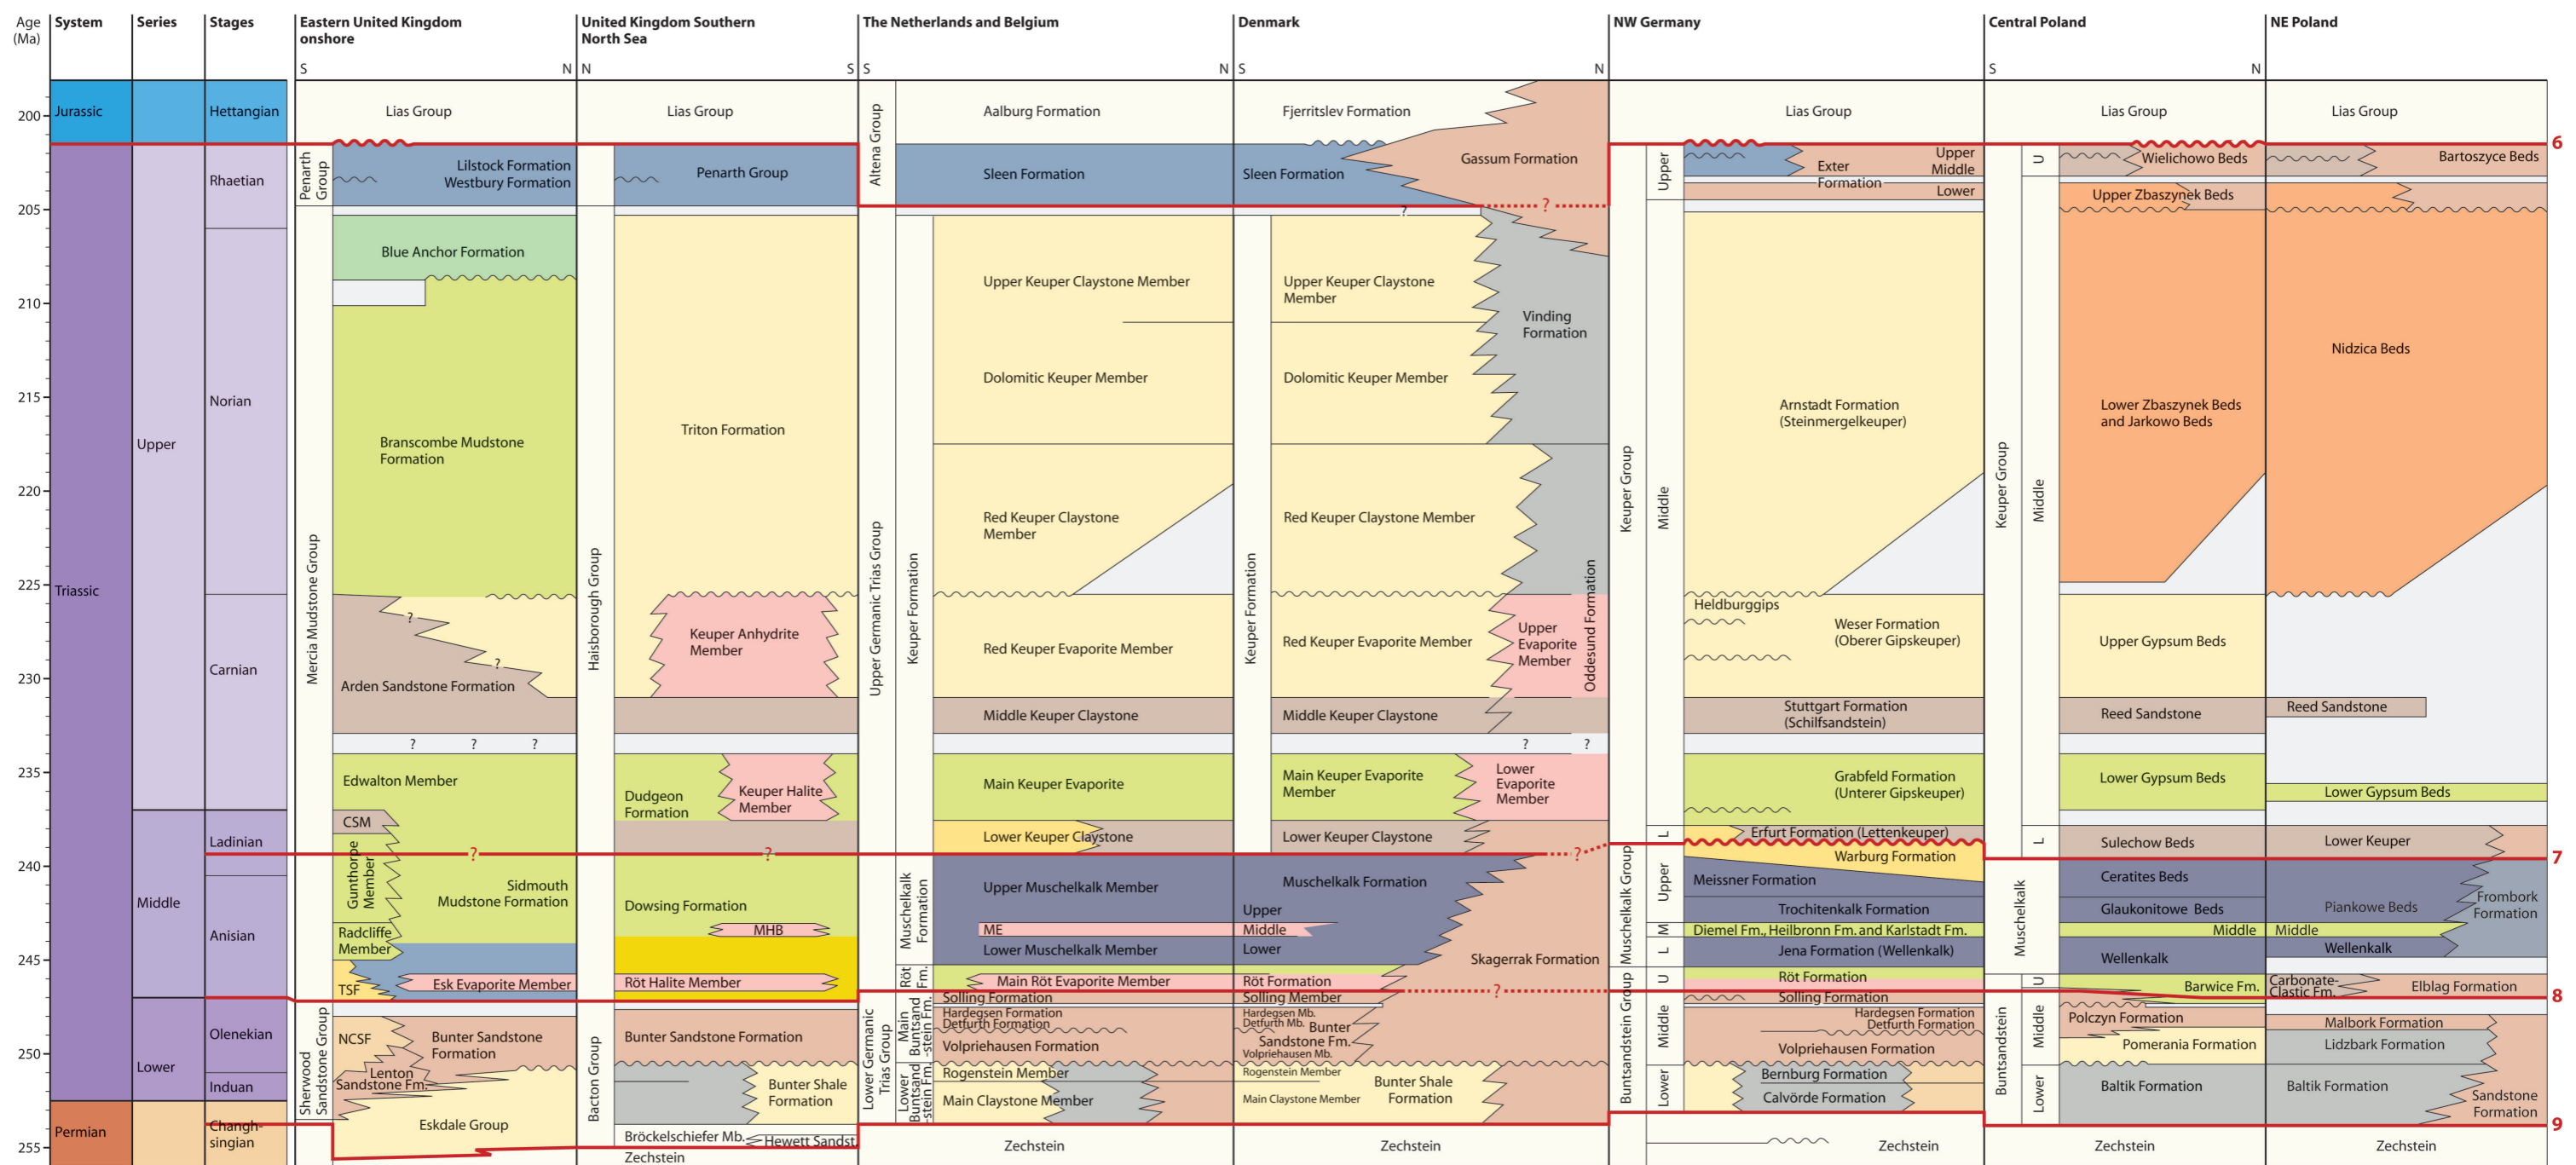 Age
(Ma)
System
Series
Stages
Eastern United Kingdom
onshore
United Kingdom Southern
North Sea
The Netherlands and Belgium
Denmark
NW Germany
Central Poland
NE Poland
S
N
N
S
S
N
S
N
S
N
200
205
210
215
220
225
230
235
240
245
250
255
Jurassic
Triassic
Permian
Upper
Middle
Lower
Hettangian
Rhaetian
Norian
Carnian
Ladinian
Anisian
Olenekian
Induan
Changh-
singian
Lias Group
Penarth
Group
Lilstock Formation
Westbury Formation
Mercia Mudstone Group
Blue Anchor Formation
Branscombe Mudstone
Formation
?
?
Arden Sandstone Formation
?
?
?
Edwalton Member
CSM
Gunthorpe
Member
?
Sidmouth
Mudstone Formation
Radcliffe
Member
TSF
Esk Evaporite Member
Sherwood
Sandstone Group
NCSF
Bunter Sandstone
Formation
Lenton
Sandstone Fm.
Eskdale Group
Lias Group
Penarth Group
Haisborough Group
Triton Formation
Keuper Anhydrite
Member
Dudgeon
Formation
Keuper Halite
Member
?
Dowsing Formation
MHB
Röt Halite Member
Bacton Group
Bunter Sandstone Formation
Bunter Shale
Formation
Bröckelschiefer Mb.
Hewett Sandst.
Zechstein
Altena Group
Aalburg Formation
Sleen Formation
Upper Germanic Trias Group
Keuper Formation
Upper Keuper Claystone Member
Dolomitic Keuper Member
Red Keuper Claystone
Member
Red Keuper Evaporite Member
Middle Keuper Claystone
Main Keuper Evaporite
Lower Keuper Claystone
Muschelkalk
Formation
Upper Muschelkalk Member
ME
Lower Muschelkalk Member
Röt
Fm.
Main Röt Evaporite Member
Lower Germanic
Trias Group
Main
Buntsand
-stein Fm.
Solling Formation
Hardegsen Formation
Detfurth Formation
Volpriehausen Formation
Lower
Buntsand
-stein Fm.
Rogenstein Member
Main Claystone Member
Zechstein
Fjerritslev Formation
Gassum Formation
Sleen Formation
?
?
Keuper Formation
Upper Keuper Claystone
Member
Vinding
Formation
Dolomitic Keuper Member
Red Keuper Claystone Member
Oddesund Formation
Red Keuper Evaporite Member
Upper
Evaporite
Member
Middle Keuper Claystone
?
?
Main Keuper Evaporite
Member
Lower
Evaporite
Member
Lower Keuper Claystone
?
Muschelkalk Formation
Upper
Middle
Lower
Skagerrak Formation
Röt Formation
?
Solling Member
Hardegsen Mb.
Detfurth Mb.
Bunter
Sandstone Fm.
Volpriehausen Mb.
Rogenstein Member
Bunter Shale
Formation
Main Claystone Member
Zechstein
Lias Group
Keuper Group
Upper
Exter
Formation
Upper
Middle
Lower
Middle
Arnstadt Formation
(Steinmergelkeuper)
Heldburggips
Weser Formation
(Oberer Gipskeuper)
Stuttgart Formation
(Schilfsandstein)
Grabfeld Formation
(Unterer Gipskeuper)
L
Erfurt Formation (Lettenkeuper)
Muschelkalk Group
Upper
M
L
Warburg Formation
Meissner Formation
Trochitenkalk Formation
Diemel Fm., Heilbronn Fm. and Karlstadt Fm.
Jena Formation (Wellenkalk)
Buntsandstein Group
U
Middle
Lower
Röt Formation
Solling Formation
Hardegsen Formation
Detfurth Formation
Volpriehausen Formation
Bernburg Formation
Calvörde Formation
Zechstein
Lias Group
Keuper Group
U
Middle
L
Wielichowo Beds
Upper Zbaszynek Beds
Lower Zbaszynek Beds
and Jarkowo Beds
Upper Gypsum Beds
Reed Sandstone
Lower Gypsum Beds
Sulechow Beds
Muschelkalk
Ceratites Beds
Glaukonitowe Beds
Middle
Wellenkalk
Buntsandstein
U
Middle
Lower
Barwice Fm.
Polczyn Formation
Pomerania Formation
Baltik Formation
Zechstein
Lias Group
Bartoszyce Beds
Nidzica Beds
Reed Sandstone
Lower Gypsum Beds
Lower Keuper
Piankowe Beds
Frombork
Formation
Middle
Wellenkalk
Carbonate-
Clastic Fm.
Elblag Formation
Malbork Formation
Lidzbark Formation
Baltik Formation
Sandstone
Formation
Zechstein
6
7
8
9